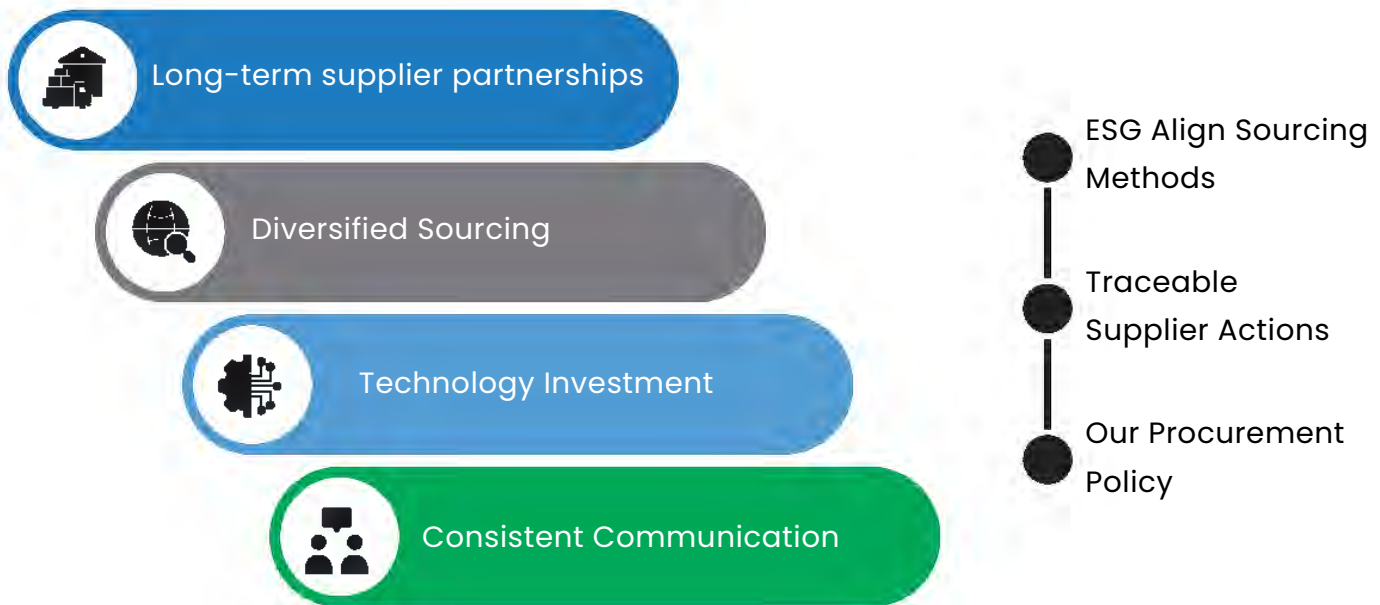 Long-term supplier partnerships
Diversified Sourcing
Technology Investment
Consistent Communication
ESG Align Sourcing
Methods
Traceable
Supplier Actions
Our Procurement
Policy